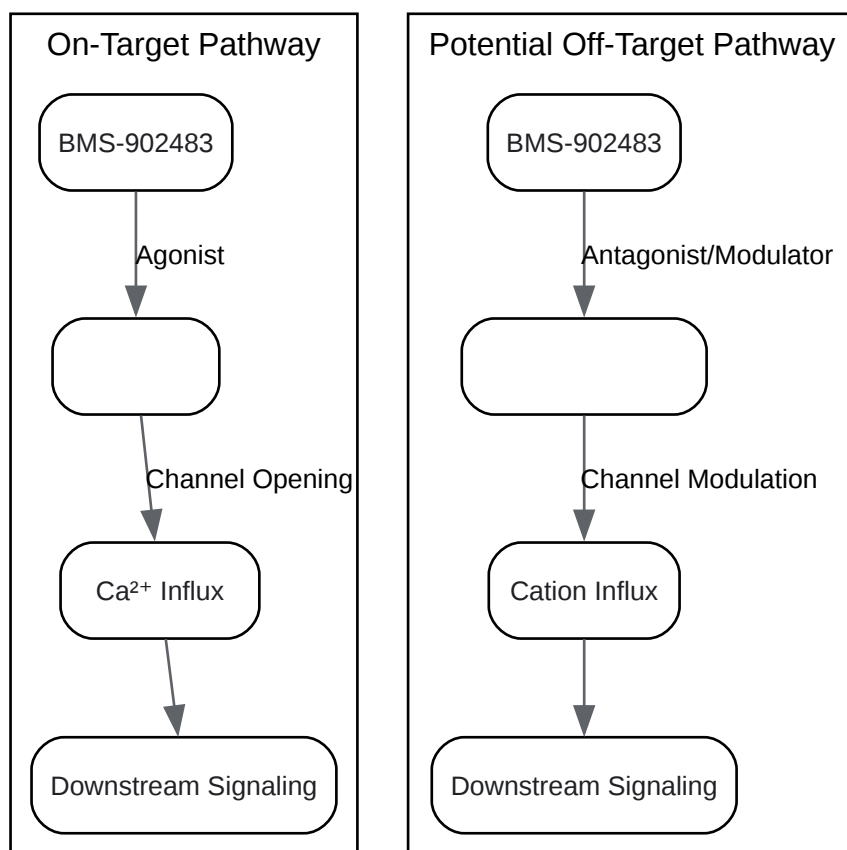 On-Target Pathway
BMS-902483
Agonist
Channel Opening
Ca²⁺ Influx
Downstream Signaling
Potential Off-Target Pathway
BMS-902483
Antagonist/Modulator
Channel Modulation
Cation Influx
Downstream Signaling